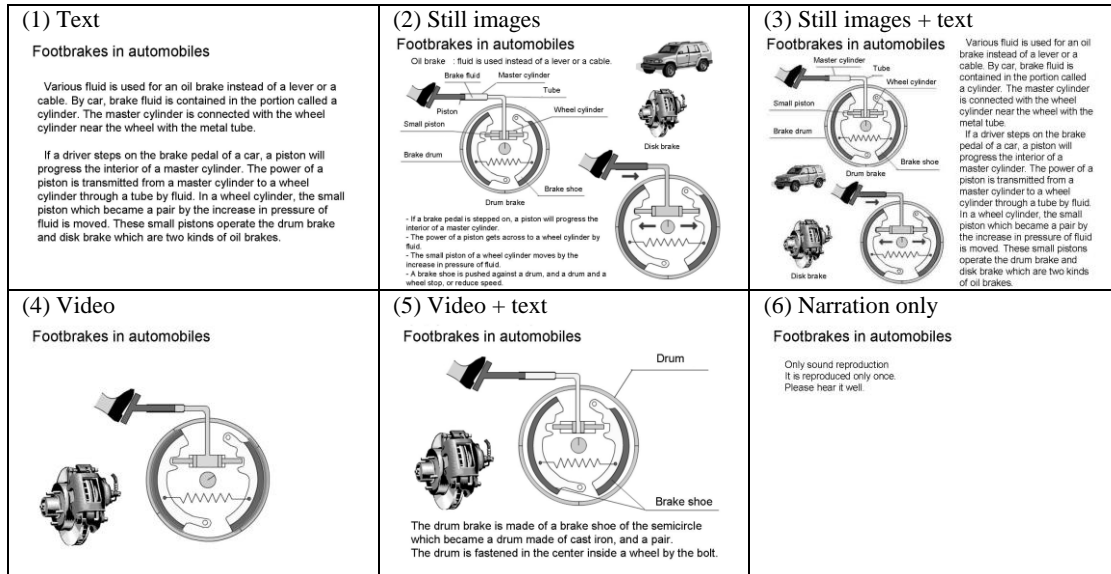 (1) Text
Footbrakes in automobiles
Various fluid is used for an oil brake instead of a lever or a
cable. By car, brake fluid is contained in the portion called a
cylinder. The master cylinder is connected with the wheel
cylinder near the wheel with the metal tube.
If a driver steps on the brake pedal of a car, a piston will
progress the interior of a master cylinder. The power of a
piston is transmitted from a master cylinder to a wheel
cylinder through a tube by fluid. In a wheel cylinder, the small
piston which became a pair by the increase in pressure of
fluid is moved. These small pistons operate the drum brake
and disk brake which are two kinds of oil brakes.
(2) Still images
Footbrakes in automobiles
Oil brake : fluid is used instead of a lever or a cable.
Brake fluid
Master cylinder
Tube
Piston
Wheel cylinder
Small piston
Disk brake
Brake drum
Brake shoe
Drum brake
- If a brake pedal is stepped on, a piston will progress the
interior of a master cylinder.
- The power of a piston gets across to a wheel cylinder by
fluid.
- The small piston of a wheel cylinder moves by the
increase in pressure of fluid.
- A brake shoe is pushed against a drum, and a drum and a
wheel stop, or reduce speed.
(3) Still images + text
Footbrakes in automobiles
Master cylinder
Tube
Wheel cylinder
Small piston
Brake drum
Brake shoe
Drum brake
Disk brake
Various fluid is used for an oil
brake instead of a lever or a
cable. By car, brake fluid is
contained in the portion called
a cylinder. The master cylinder
is connected with the wheel
cylinder near the wheel with the
metal tube.
If a driver steps on the brake
pedal of a car, a piston will
progress the interior of a
master cylinder. The power of a
piston is transmitted from a
master cylinder to a wheel
cylinder through a tube by fluid.
In a wheel cylinder, the small
piston which became a pair by
the increase in pressure of fluid
is moved. These small pistons
operate the drum brake and
disk brake which are two kinds
of oil brakes.
(4) Video
Footbrakes in automobiles
(5) Video + text
Footbrakes in automobiles
Drum
Brake shoe
The drum brake is made of a brake shoe of the semicircle
which became a drum made of cast iron, and a pair.
The drum is fastened in the center inside a wheel by the bolt.
(6) Narration only
Footbrakes in automobiles
Only sound reproduction
It is reproduced only once.
Please hear it well.